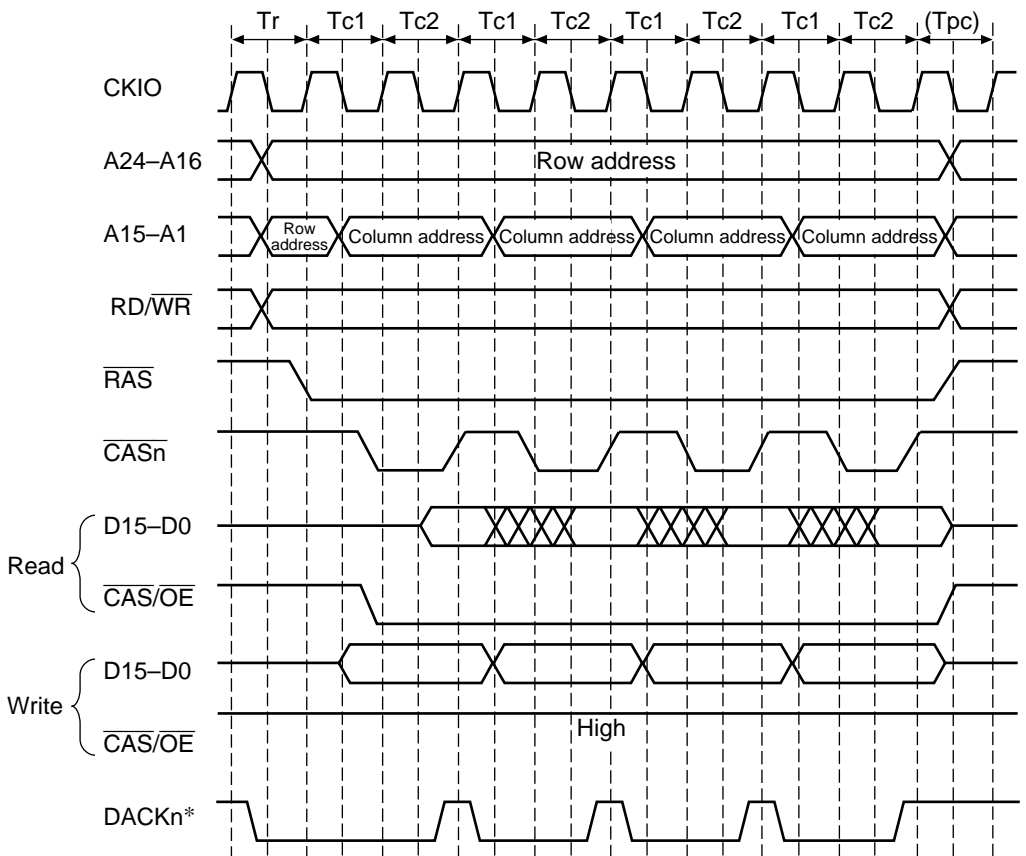 Tr Tc1 Tc2 Tc1 Tc2 Tc1 Tc2 Tc1 Tc2 (Tpc)
CKIO
A24–A16 Row address
A15–A1 Row address Column address Column address Column address Column address
RD/WR
RAS
CASn
D15–D0
Read
CAS/OE
D15–D0
Write
High
CAS/OE
DACKn*